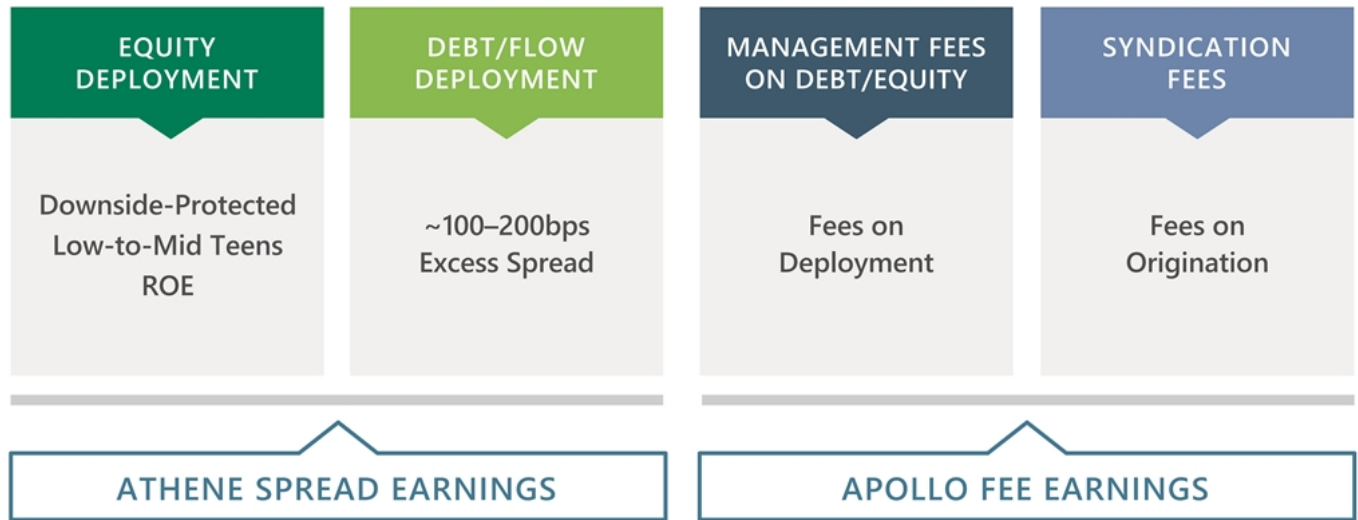 EQUITY
DEPLOYMENT
Downside-Protected
Low-to-Mid Teens
ROE
DEBT/FLOW
DEPLOYMENT
~100–200bps
Excess Spread
MANAGEMENT FEES
ON DEBT/EQUITY
Fees on
Deployment
SYNDICATION
FEES
Fees on
Origination
ATHENE SPREAD EARNINGS
APOLLO FEE EARNINGS